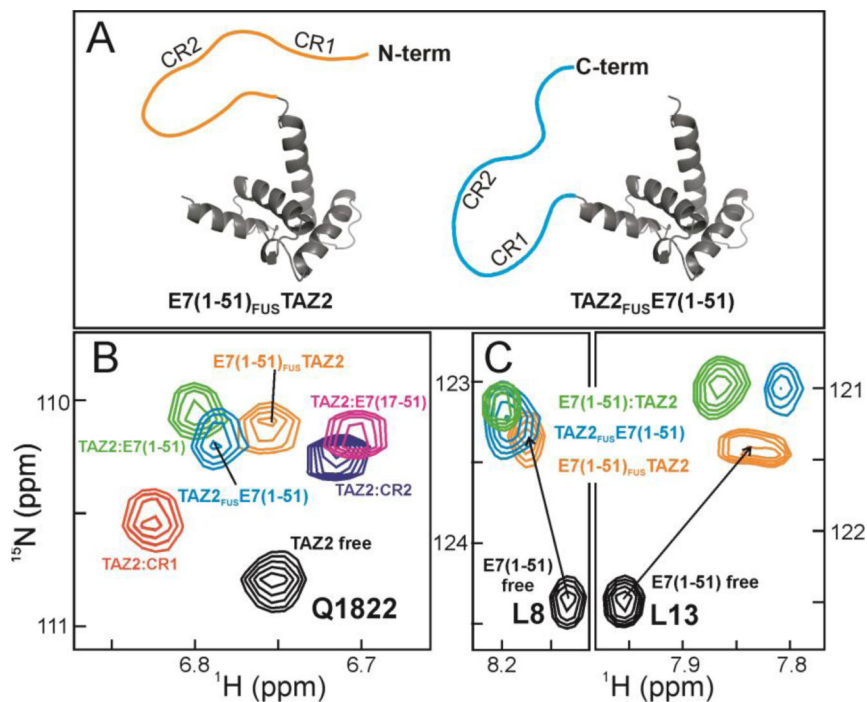 A
CR2
CR1
N-term
C-term
CR2
CR1
E7(1-51)FUSTAZ2
TAZ2FUSE7(1-51)
B
E7(1-51)FUSTAZ2
TAZ2:E7(17-51)
TAZ2:E7(1-51)
TAZ2FUSE7(1-51)
TAZ2:CR2
TAZ2:CR1
TAZ2 free
Q1822
110
111
15N (ppm)
6.8
6.7
1H (ppm)
C
E7(1-51):TAZ2
TAZ2FUSE7(1-51)
E7(1-51)FUSTAZ2
E7(1-51)
free
L8
E7(1-51) free
L13
123
124
121
122
8.2
7.9
7.8
1H (ppm)